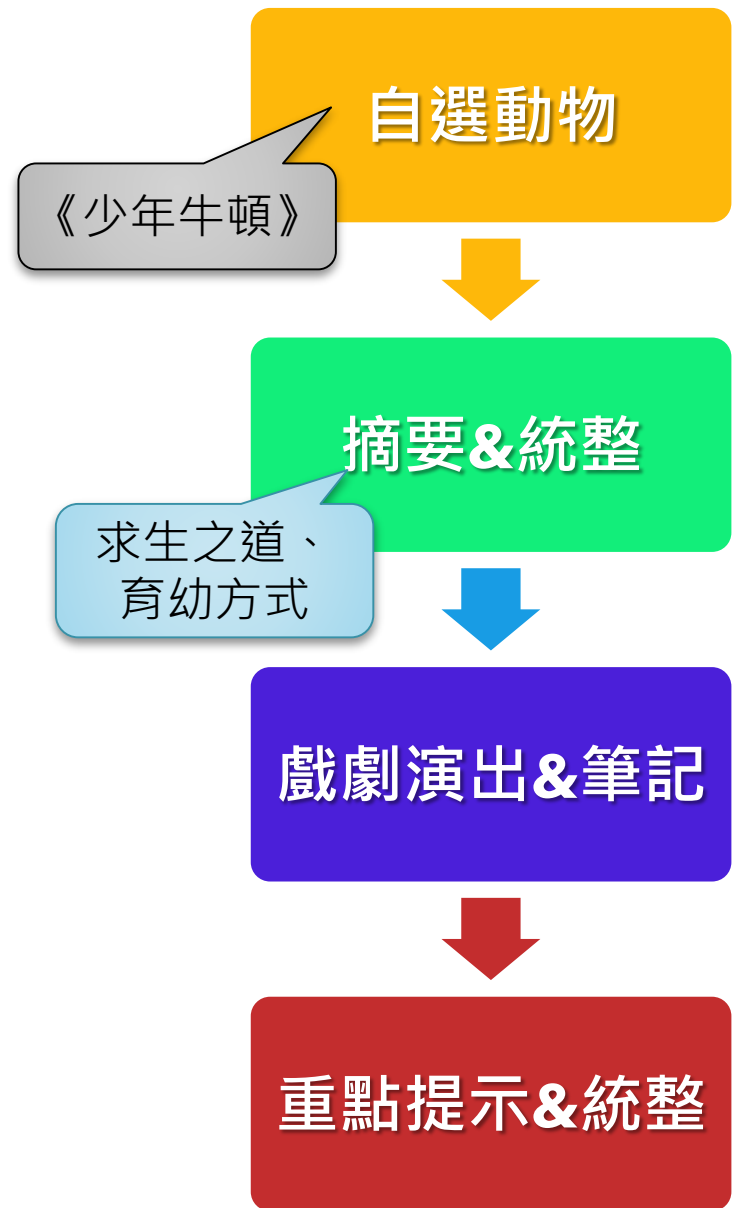 自選動物
《少年牛頓》
摘要&統整
求生之道、
育幼方式
戲劇演出&筆記
重點提示&統整